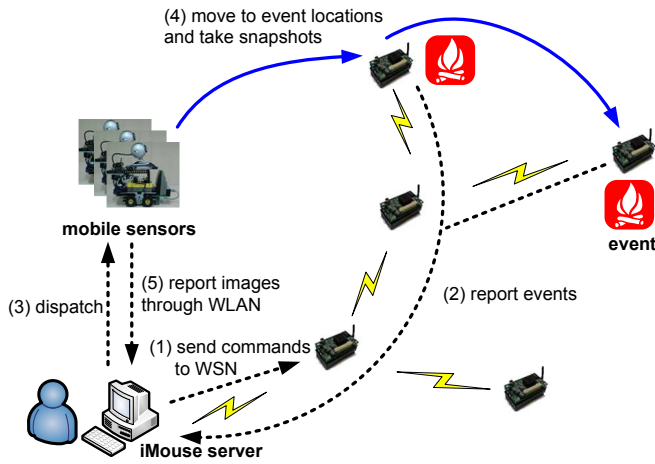 (4) move to event locations
and take snapshots
mobile sensors
event
(5) report images
through WLAN
(3) dispatch
(2) report events
(1) send commands
to WSN
iMouse server